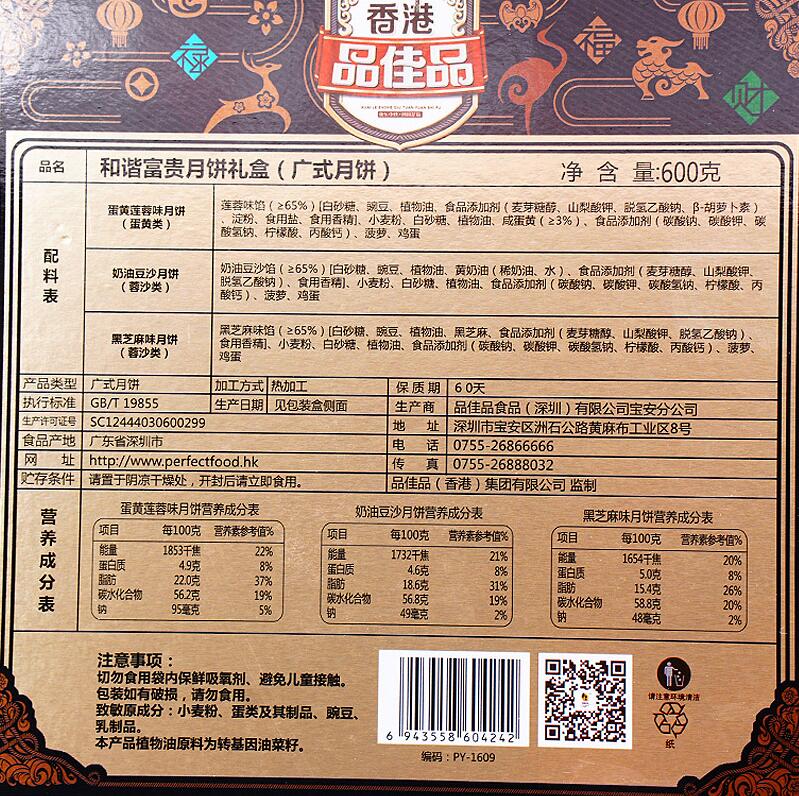 香港
品佳品
禄
福
财
品名
和谐富贵月饼礼盒（广式月饼）
净 含 量:600克
配料表
蛋黄莲蓉味月饼
（蛋黄类）
莲蓉味馅（≥65%）[白砂糖、豌豆、植物油、食品添加剂（麦芽糖醇、山梨酸钾、脱氢乙酸钠、β-胡萝卜素）
、淀粉、食用盐、食用香精]、小麦粉、白砂糖、植物油、咸蛋黄（≥3%）、食品添加剂（碳酸钠、碳酸钾、碳
酸氢钠、柠檬酸、丙酸钙）、菠萝、鸡蛋
奶油豆沙月饼
（蓉沙类）
奶油豆沙馅（≥65%）[白砂糖、豌豆、植物油、黄奶油（稀奶油、水）、食品添加剂（麦芽糖醇、山梨酸钾、
脱氢乙酸钠）、食用香精]、小麦粉、白砂糖、植物油、食品添加剂（碳酸钠、碳酸钾、碳酸氢钠、柠檬酸、丙
酸钙）、菠萝、鸡蛋
黑芝麻味月饼
（蓉沙类）
黑芝麻味馅（≥65%）[白砂糖、豌豆、植物油、黑芝麻、食品添加剂（麦芽糖醇、山梨酸钾、脱氢乙酸钠）、
食用香精]、小麦粉、白砂糖、植物油、食品添加剂（碳酸钠、碳酸钾、碳酸氢钠、柠檬酸、丙酸钙）、菠萝、
鸡蛋
产品类型 广式月饼 加工方式 热加工 保质期 60天
执行标准 GB/T 19855 生产日期 见包装盒侧面 生产商 品佳品食品（深圳）有限公司宝安分公司
生产许可证号 SC12444030600299 地 址 深圳市宝安区洲石公路黄麻布工业区8号
食品产地 广东省深圳市 电 话 0755-26866666
网 址 http://www.perfectfood.hk 传 真 0755-26888032
贮存条件 请置于阴凉干燥处，开封后请立即食用。 品佳品（香港）集团有限公司 监制
营养成分表
蛋黄莲蓉味月饼营养成分表
项目 每100克 营养素参考值%
能量 1853千焦 22%
蛋白质 4.9克 8%
脂肪 22.0克 37%
碳水化合物 56.2克 19%
钠 95毫克 5%
奶油豆沙月饼营养成分表
项目 每100克 营养素参考值%
能量 1732千焦 21%
蛋白质 4.6克 8%
脂肪 18.6克 31%
碳水化合物 56.8克 19%
钠 49毫克 2%
黑芝麻味月饼营养成分表
项目 每100克 营养素参考值%
能量 1654千焦 20%
蛋白质 5.0克 8%
脂肪 15.4克 26%
碳水化合物 58.8克 20%
钠 48毫克 2%
注意事项：
切勿食用袋内保鲜吸氧剂、避免儿童接触。
包装如有破损，请勿食用。
致敏原成分：小麦粉、蛋类及其制品、豌豆、
乳制品。
本产品植物油原料为转基因油菜籽。
6 943558 604242
编码：PY-1609
请注意环境清洁
纸